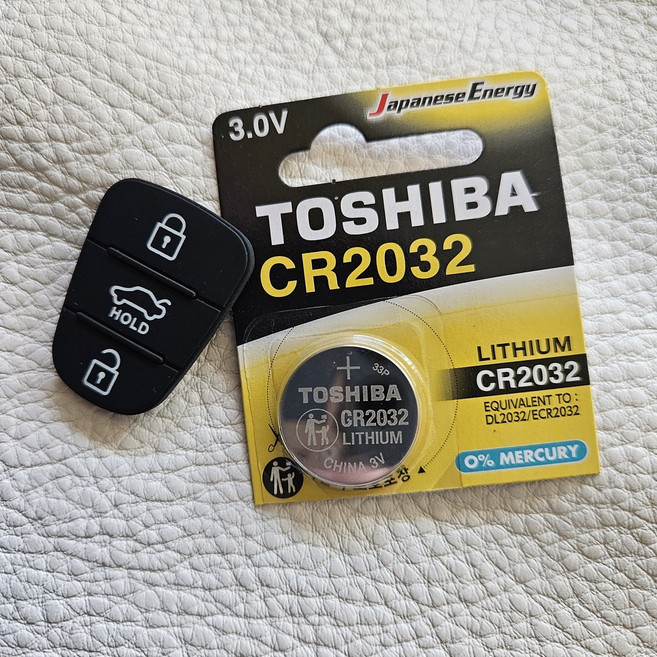 Japanese Energy
3.0V
TOSHIBA
CR2032
HOLD
LITHIUM
CR2032
EQUIVALENT TO :
DL2032/ECR2032
0% MERCURY
+
33P
TOSHIBA
CR2032
LITHIUM
CHINA 3V